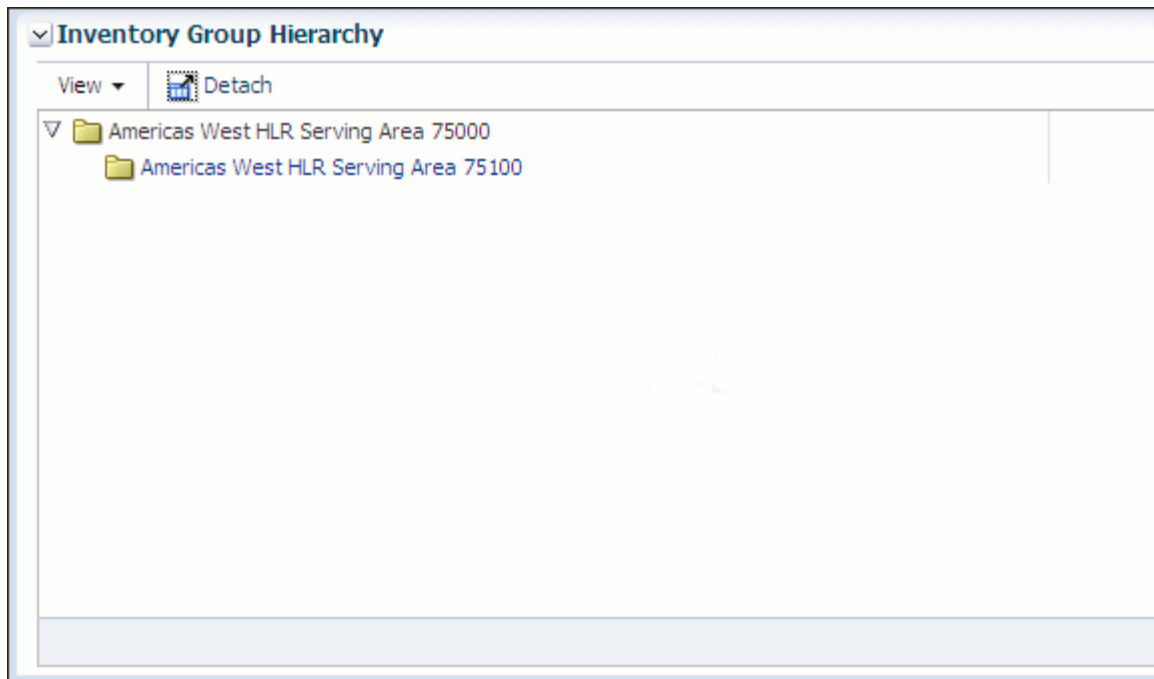 Inventory Group Hierarchy
View Detach
Americas West HLR Serving Area 75000
Americas West HLR Serving Area 75100